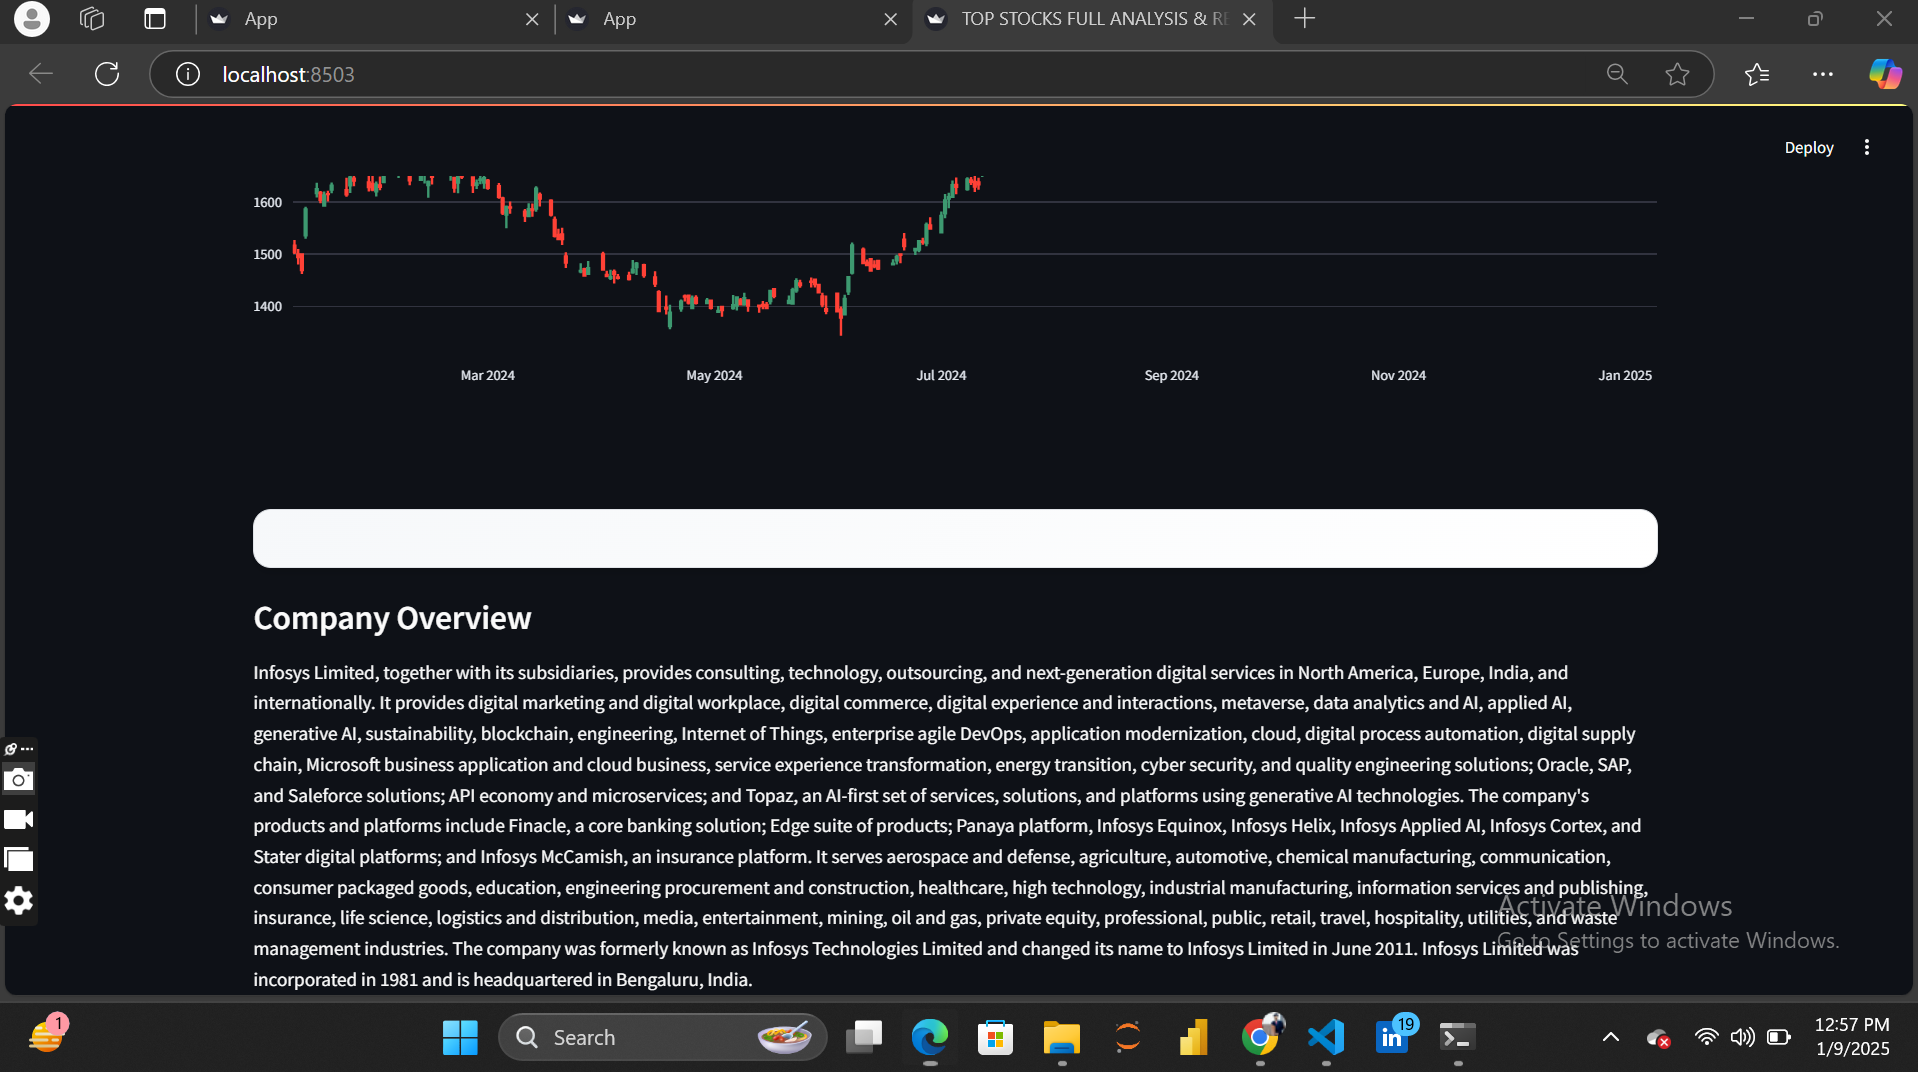 App
App
TOP STOCKS FULL ANALYSIS & RE
localhost:8503
Deploy
1600
1500
1400
Mar 2024
May 2024
Jul 2024
Sep 2024
Nov 2024
Jan 2025
Company Overview
Infosys Limited, together with its subsidiaries, provides consulting, technology, outsourcing, and next-generation digital services in North America, Europe, India, and
internationally. It provides digital marketing and digital workplace, digital commerce, digital experience and interactions, metaverse, data analytics and AI, applied AI,
generative AI, sustainability, blockchain, engineering, Internet of Things, enterprise agile DevOps, application modernization, cloud, digital process automation, digital supply
chain, Microsoft business application and cloud business, service experience transformation, energy transition, cyber security, and quality engineering solutions; Oracle, SAP,
and Saleforce solutions; API economy and microservices; and Topaz, an AI-first set of services, solutions, and platforms using generative AI technologies. The company's
products and platforms include Finacle, a core banking solution; Edge suite of products; Panaya platform, Infosys Equinox, Infosys Helix, Infosys Applied AI, Infosys Cortex, and
Stater digital platforms; and Infosys McCamish, an insurance platform. It serves aerospace and defense, agriculture, automotive, chemical manufacturing, communication,
consumer packaged goods, education, engineering procurement and construction, healthcare, high technology, industrial manufacturing, information services and publishing,
insurance, life science, logistics and distribution, media, entertainment, mining, oil and gas, private equity, professional, public, retail, travel, hospitality, utilities, and waste
management industries. The company was formerly known as Infosys Technologies Limited and changed its name to Infosys Limited in June 2011. Infosys Limited was
incorporated in 1981 and is headquartered in Bengaluru, India.
Activate Windows
Go to Settings to activate Windows.
1
Search
in
19
12:57 PM
1/9/2025